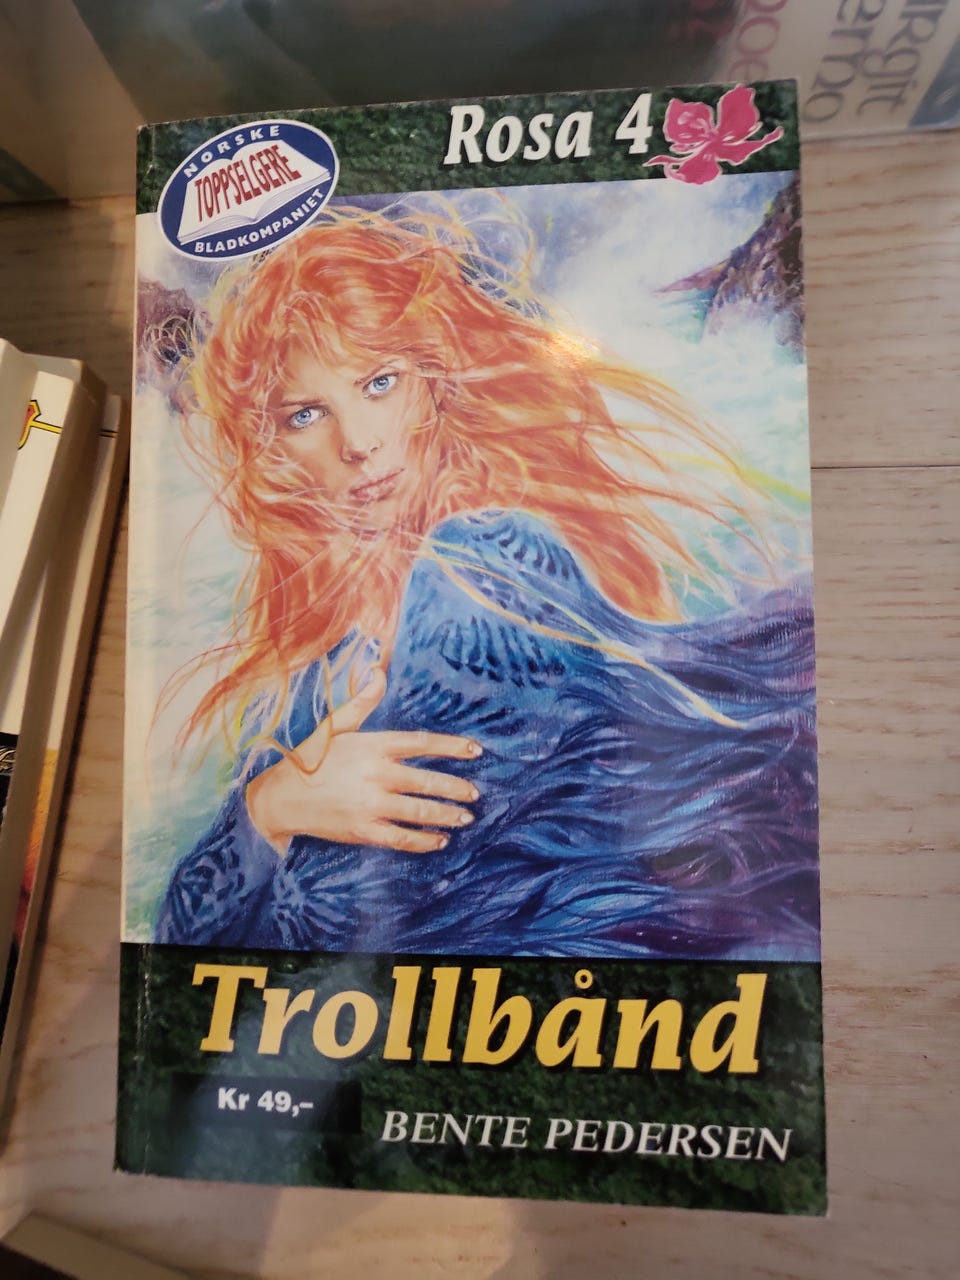 Rosa 4
NORSKE
TOPPSELGERE
BLADKOMPANIET
Trollbånd
Kr 49,–
BENTE PEDERSEN